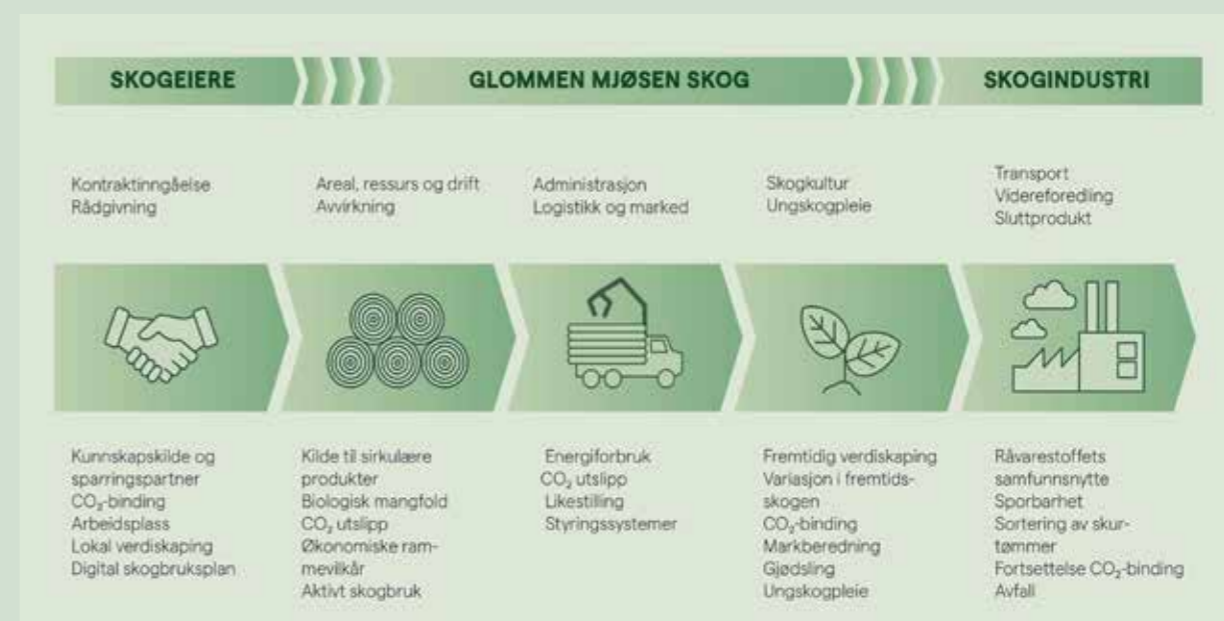 SKOGEIERE
GLOMMEN MJØSEN SKOG
SKOGINDUSTRI
Kontraktinngåelse
Rådgivning
Areal, ressurs og drift
Avvirkning
Administrasjon
Logistikk og marked
Skogkultur
Ungskogpleie
Transport
Videreforedling
Sluttprodukt
Kunnskapskilde og
sparringspartner
CO₂-binding
Arbeidsplass
Lokal verdiskaping
Digital skogbruksplan
Kilde til sirkulære
produkter
Biologisk mangfold
CO₂ utslipp
Økonomiske ram-
mevilkår
Aktivt skogbruk
Energiforbruk
CO₂ utslipp
Likestilling
Styringssystemer
Fremtidig verdiskaping
Variasjon i fremtids-
skogen
CO₂-binding
Markberedning
Gjødsling
Ungskogpleie
Råvarestoffets
samfunnsnytte
Sporbarhet
Sortering av skur-
tømmer
Fortsettelse CO₂-binding
Avfall